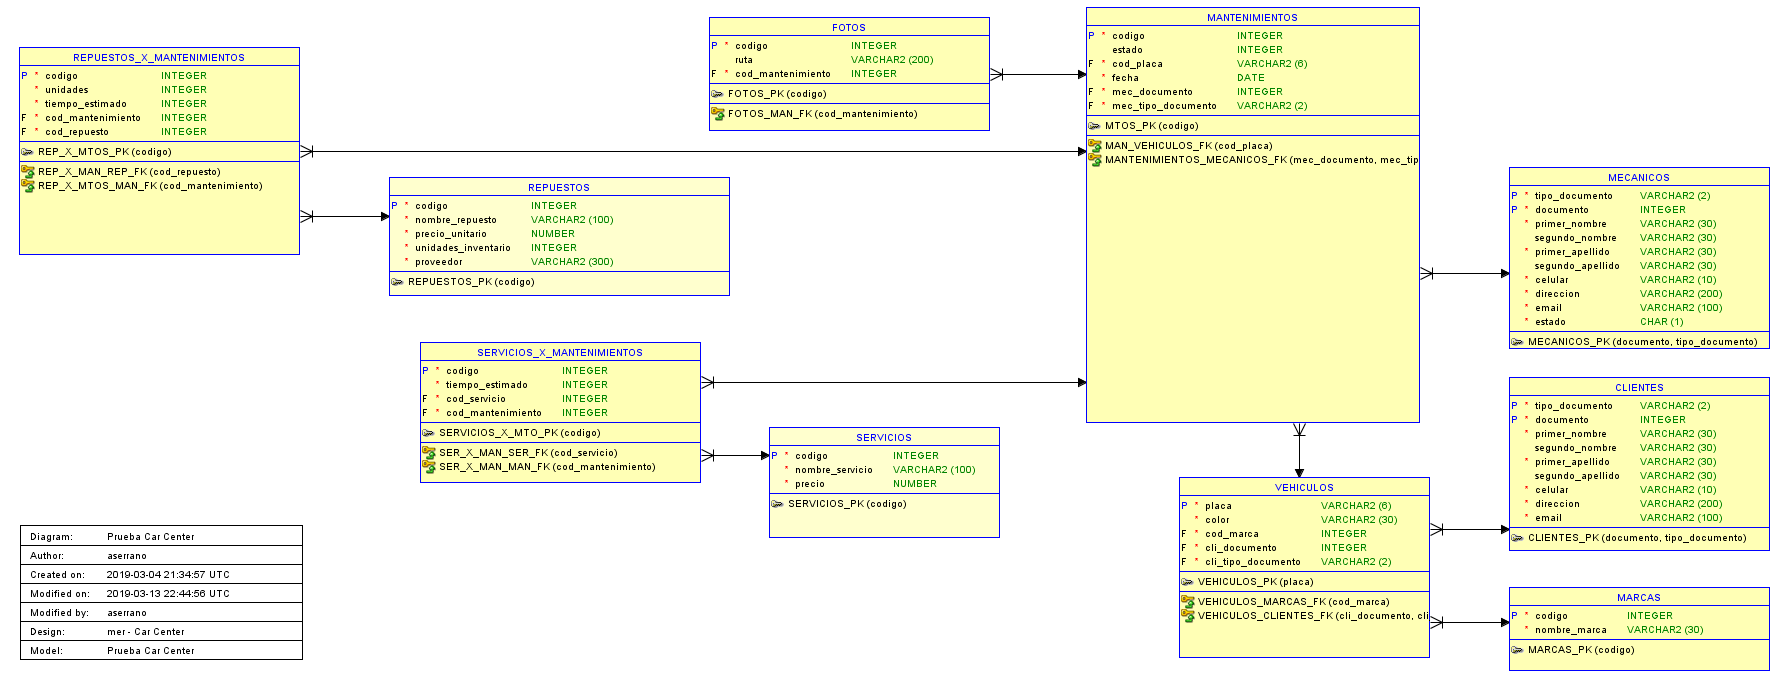 REPUESTOS_X_MANTENIMIENTOS
P * codigo INTEGER
* unidades INTEGER
* tiempo_estimado INTEGER
F * cod_mantenimiento INTEGER
F * cod_repuesto INTEGER
REP_X_MTOS_PK (codigo)
REP_X_MAN_REP_FK (cod_repuesto)
REP_X_MTOS_MAN_FK (cod_mantenimiento)
FOTOS
P * codigo INTEGER
ruta VARCHAR2 (200)
F * cod_mantenimiento INTEGER
FOTOS_PK (codigo)
FOTOS_MAN_FK (cod_mantenimiento)
MANTENIMIENTOS
P * codigo INTEGER
estado INTEGER
F * cod_placa VARCHAR2 (6)
* fecha DATE
F * mec_documento INTEGER
F * mec_tipo_documento VARCHAR2 (2)
MTOS_PK (codigo)
MAN_VEHICULOS_FK (cod_placa)
MANTENIMIENTOS_MECANICOS_FK (mec_documento, mec_tip
REPUESTOS
P * codigo INTEGER
* nombre_repuesto VARCHAR2 (100)
* precio_unitario NUMBER
* unidades_inventario INTEGER
* proveedor VARCHAR2 (300)
REPUESTOS_PK (codigo)
MECANICOS
P * tipo_documento VARCHAR2 (2)
P * documento INTEGER
* primer_nombre VARCHAR2 (30)
segundo_nombre VARCHAR2 (30)
* primer_apellido VARCHAR2 (30)
segundo_apellido VARCHAR2 (30)
* celular VARCHAR2 (10)
* direccion VARCHAR2 (200)
* email VARCHAR2 (100)
* estado CHAR (1)
MECANICOS_PK (documento, tipo_documento)
SERVICIOS_X_MANTENIMIENTOS
P * codigo INTEGER
* tiempo_estimado INTEGER
F * cod_servicio INTEGER
F * cod_mantenimiento INTEGER
SERVICIOS_X_MTO_PK (codigo)
SER_X_MAN_SER_FK (cod_servicio)
SER_X_MAN_MAN_FK (cod_mantenimiento)
SERVICIOS
P * codigo INTEGER
* nombre_servicio VARCHAR2 (100)
* precio NUMBER
SERVICIOS_PK (codigo)
CLIENTES
P * tipo_documento VARCHAR2 (2)
P * documento INTEGER
* primer_nombre VARCHAR2 (30)
segundo_nombre VARCHAR2 (30)
* primer_apellido VARCHAR2 (30)
segundo_apellido VARCHAR2 (30)
* celular VARCHAR2 (10)
* direccion VARCHAR2 (200)
* email VARCHAR2 (100)
CLIENTES_PK (documento, tipo_documento)
VEHICULOS
P * placa VARCHAR2 (6)
* color VARCHAR2 (30)
F * cod_marca INTEGER
F * cli_documento INTEGER
F * cli_tipo_documento VARCHAR2 (2)
VEHICULOS_PK (placa)
VEHICULOS_MARCAS_FK (cod_marca)
VEHICULOS_CLIENTES_FK (cli_documento, cli
MARCAS
P * codigo INTEGER
* nombre_marca VARCHAR2 (30)
MARCAS_PK (codigo)
Diagram: Prueba Car Center
Author: aserrano
Created on: 2019-03-04 21:34:57 UTC
Modified on: 2019-03-13 22:44:56 UTC
Modified by: aserrano
Design: mer - Car Center
Model: Prueba Car Center